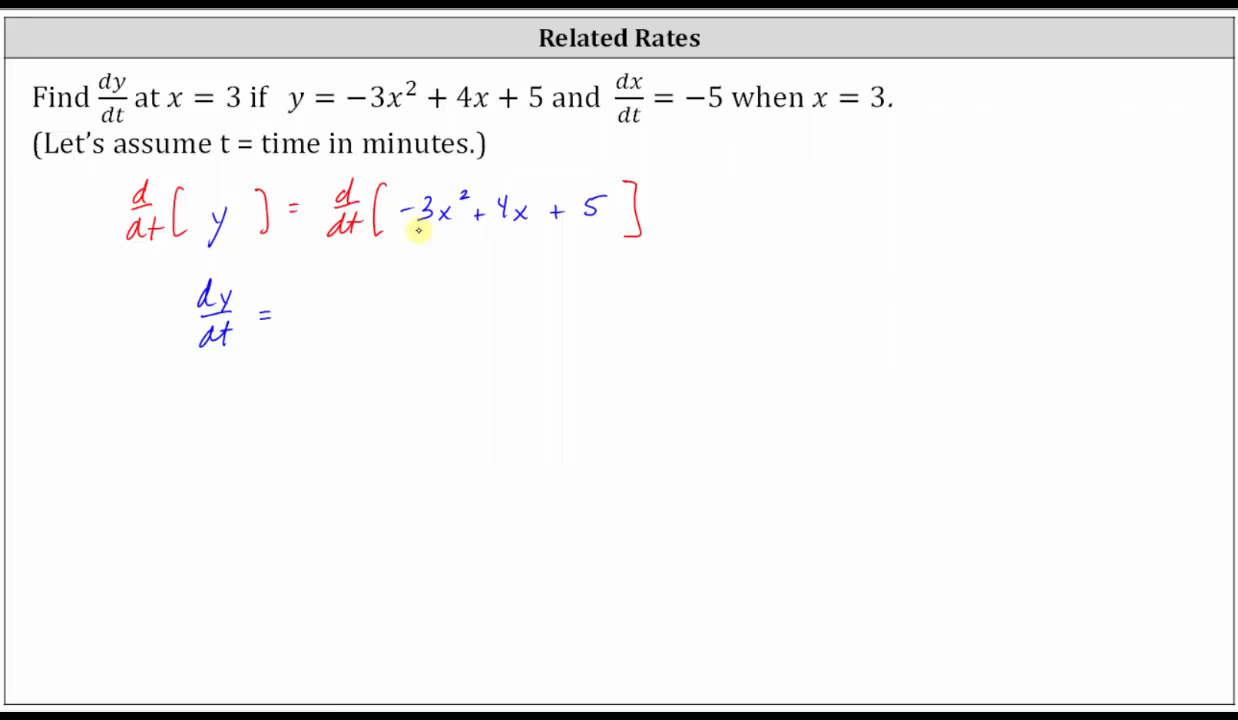 Related Rates
Find dy/dt at x = 3 if y = −3x² + 4x + 5 and dx/dt = −5 when x = 3.
(Let’s assume t = time in minutes.)
d/dt [ y ] = d/dt [ -3x² + 4x + 5 ]
dy/dt =